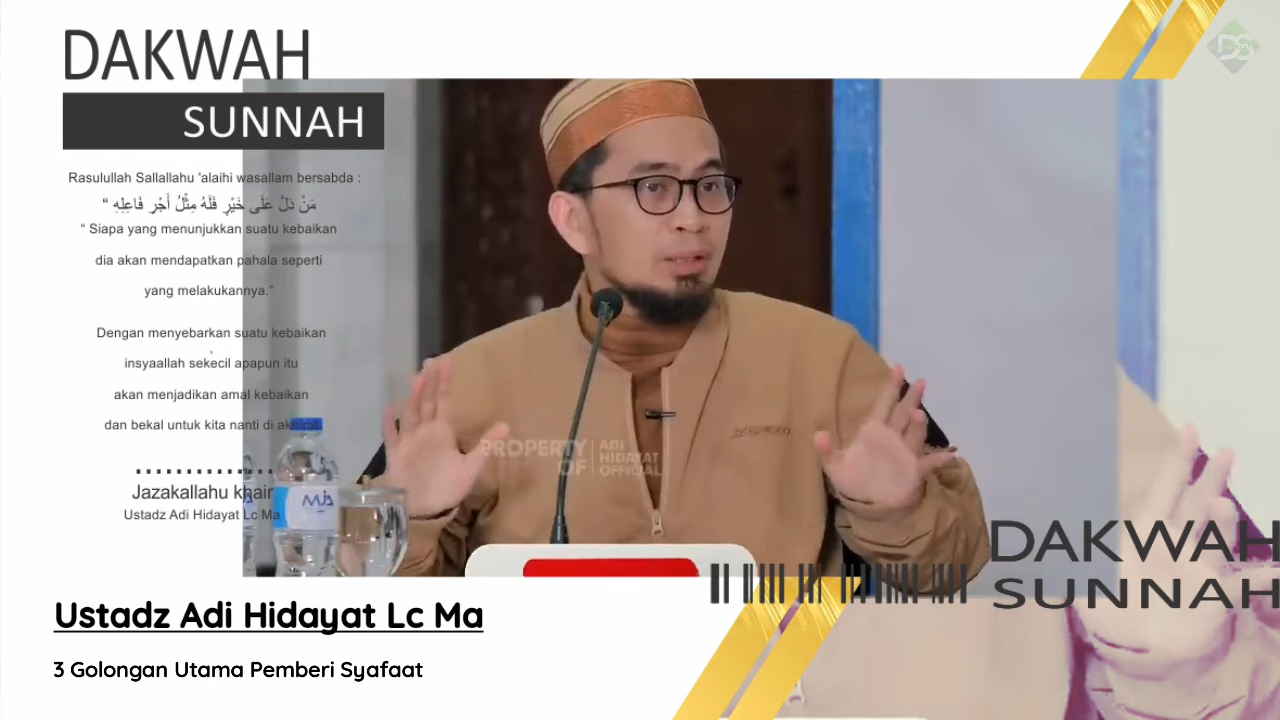 DAKWAH
SUNNAH
Rasulullah Sallallahu 'alaihi wasallam bersabda :
“ مَنْ دَلَّ عَلَى خَيْرٍ فَلَهُ مِثْلُ أَجْرِ فَاعِلِهِ
“ Siapa yang menunjukkan suatu kebaikan
dia akan mendapatkan pahala seperti
yang melakukannya.”
Dengan menyebarkan suatu kebaikan
insyaallah sekecil apapun itu
akan menjadikan amal kebaikan
dan bekal untuk kita nanti di akhirat
..............
Jazakallahu khair
Ustadz Adi Hidayat Lc Ma
PROPERTY OF
ADI HIDAYAT OFFICIAL
DAKWAH
SUNNAH
Ustadz Adi Hidayat Lc Ma
3 Golongan Utama Pemberi Syafaat
DS